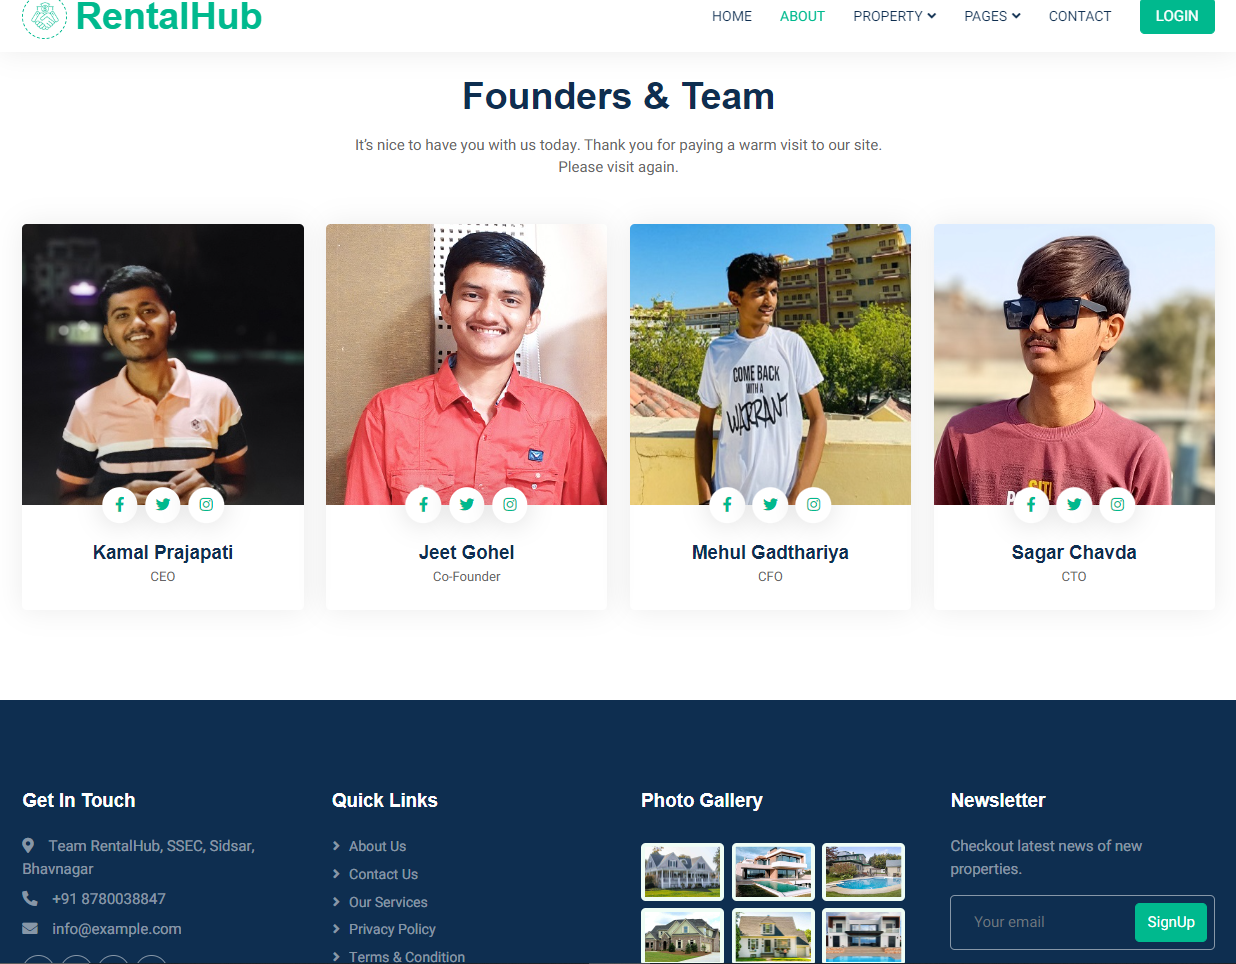 RentalHub
HOME ABOUT PROPERTY PAGES CONTACT LOGIN
Founders & Team
It's nice to have you with us today. Thank you for paying a warm visit to our site.
Please visit again.
COME BACK
WITH A
WARRANT
Kamal Prajapati
CEO
Jeet Gohel
Co-Founder
Mehul Gadthariya
CFO
Sagar Chavda
CTO
Get In Touch
Team RentalHub, SSEC, Sidsar,
Bhavnagar
+91 8780038847
info@example.com
Quick Links
About Us
Contact Us
Our Services
Privacy Policy
Terms & Condition
Photo Gallery
Newsletter
Checkout latest news of new
properties.
Your email SignUp